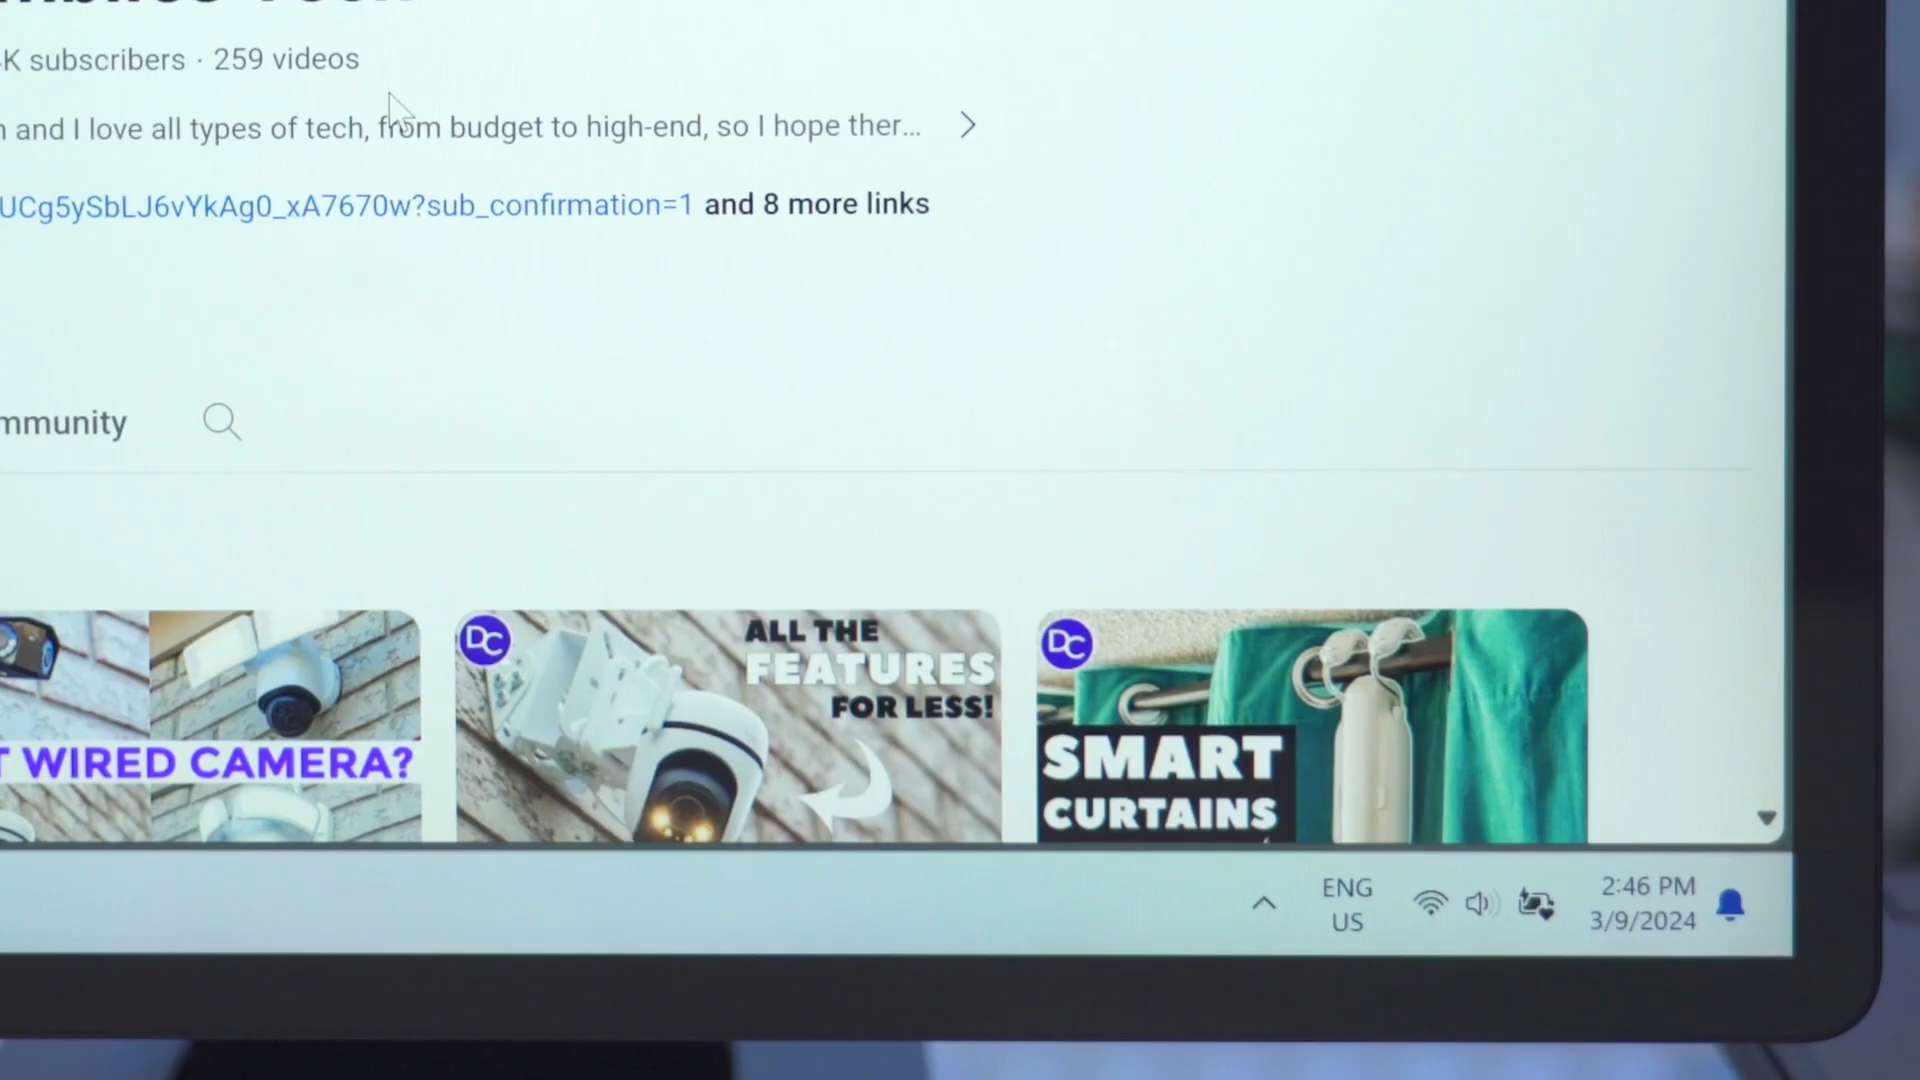 K subscribers · 259 videos
and I love all types of tech, from budget to high-end, so I hope ther...
UCg5ySbLJ6vYkAg0_xA7670w?sub_confirmation=1 and 8 more links
mmunity
DC
ALL THE
FEATURES
FOR LESS!
DC
SMART
CURTAINS
T WIRED CAMERA?
ENG
US
2:46 PM
3/9/2024